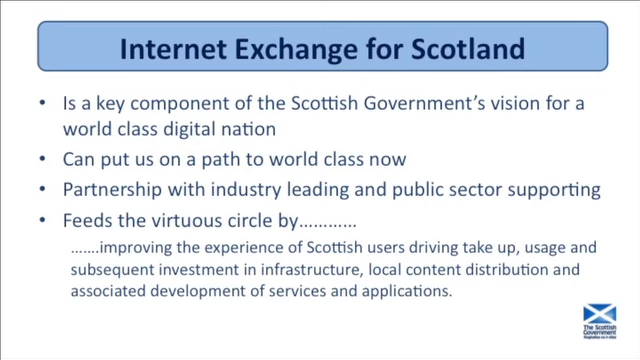 Internet Exchange for Scotland
• Is a key component of the Scottish Government's vision for a
world class digital nation
• Can put us on a path to world class now
• Partnership with industry leading and public sector supporting
• Feeds the virtuous circle by…………
…….improving the experience of Scottish users driving take up, usage and
subsequent investment in infrastructure, local content distribution and
associated development of services and applications.
The Scottish
Government